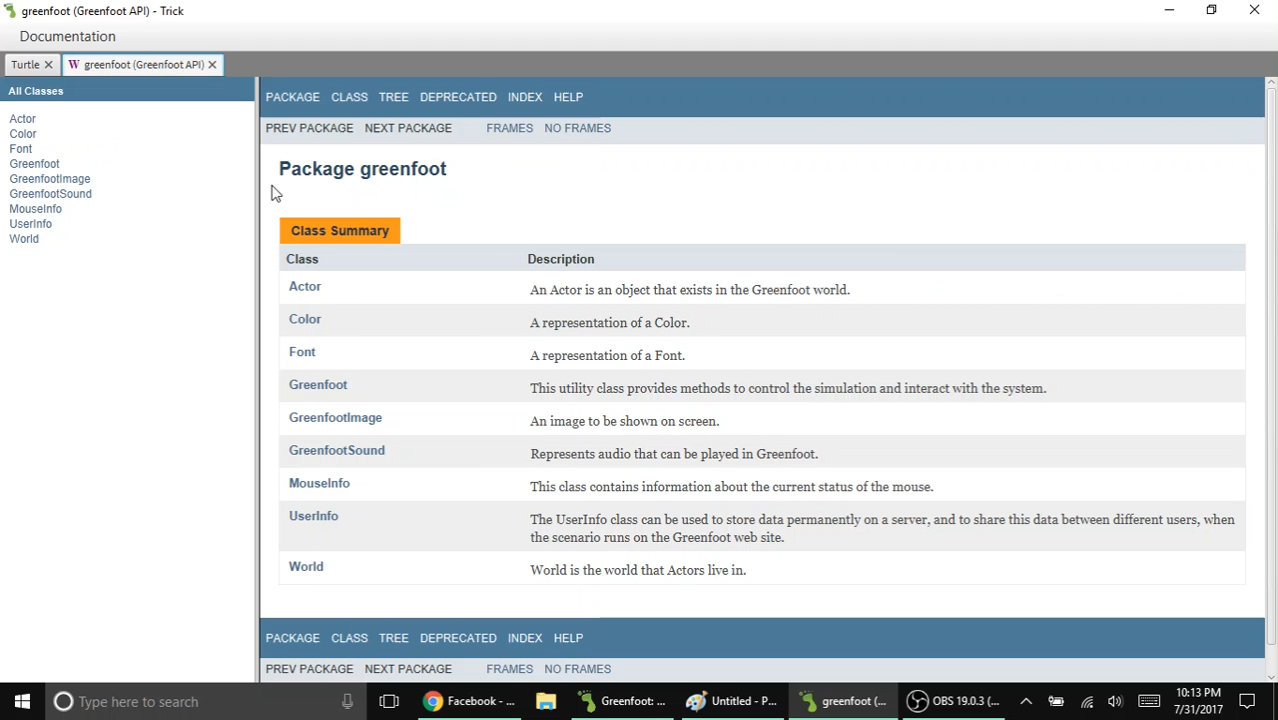 greenfoot (Greenfoot API) - Trick
Documentation
Turtle
W greenfoot (Greenfoot API)
All Classes
Actor
Color
Font
Greenfoot
GreenfootImage
GreenfootSound
MouseInfo
UserInfo
World
PACKAGE CLASS TREE DEPRECATED INDEX HELP
PREV PACKAGE NEXT PACKAGE FRAMES NO FRAMES
Package greenfoot
Class Summary
Class Description
Actor An Actor is an object that exists in the Greenfoot world.
Color A representation of a Color.
Font A representation of a Font.
Greenfoot This utility class provides methods to control the simulation and interact with the system.
GreenfootImage An image to be shown on screen.
GreenfootSound Represents audio that can be played in Greenfoot.
MouseInfo This class contains information about the current status of the mouse.
UserInfo The UserInfo class can be used to store data permanently on a server, and to share this data between different users, when
the scenario runs on the Greenfoot web site.
World World is the world that Actors live in.
PACKAGE CLASS TREE DEPRECATED INDEX HELP
PREV PACKAGE NEXT PACKAGE FRAMES NO FRAMES
Type here to search
Facebook - ...
Greenfoot: ...
Untitled - P...
greenfoot (...
OBS 19.0.3 (...
10:13 PM
7/31/2017